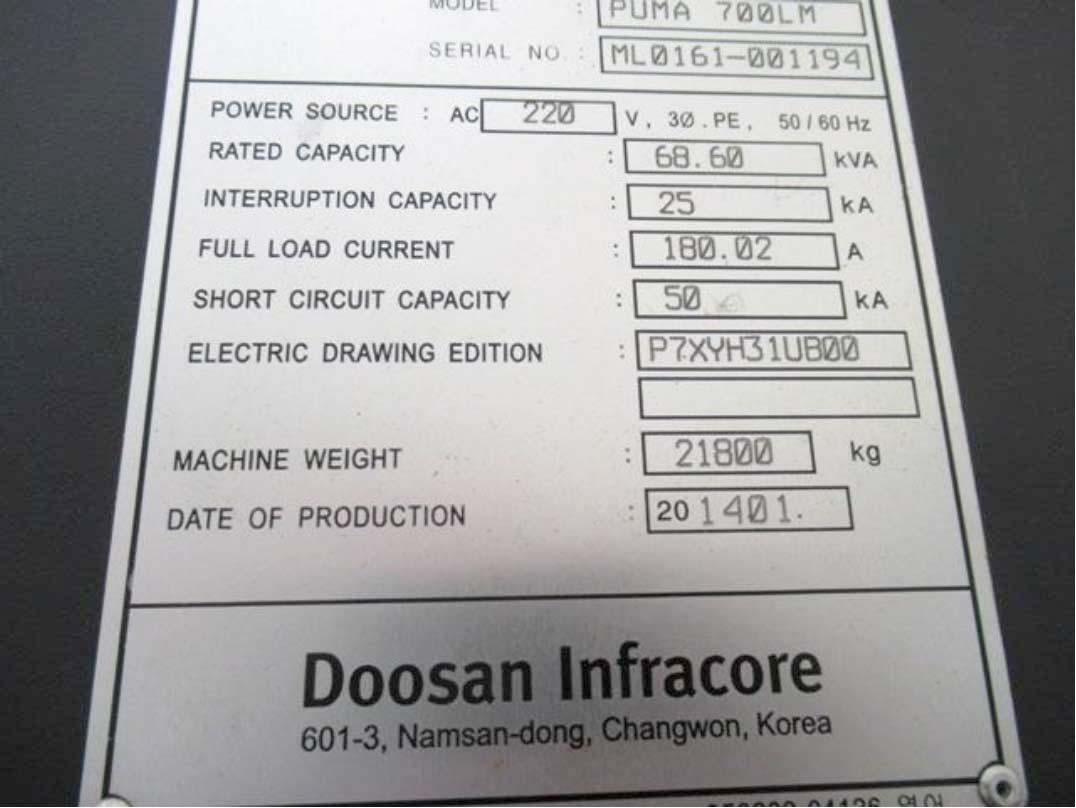 MODEL : PUMA 700LM
SERIAL NO. : ML0161-001194
POWER SOURCE : AC 220 V, 3Ø.PE, 50/60 Hz
RATED CAPACITY : 68.60 kVA
INTERRUPTION CAPACITY : 25 kA
FULL LOAD CURRENT : 180.02 A
SHORT CIRCUIT CAPACITY : 50 kA
ELECTRIC DRAWING EDITION : P7XYH31UB00
MACHINE WEIGHT : 21800 kg
DATE OF PRODUCTION : 201401.
Doosan Infracore
601-3, Namsan-dong, Changwon, Korea